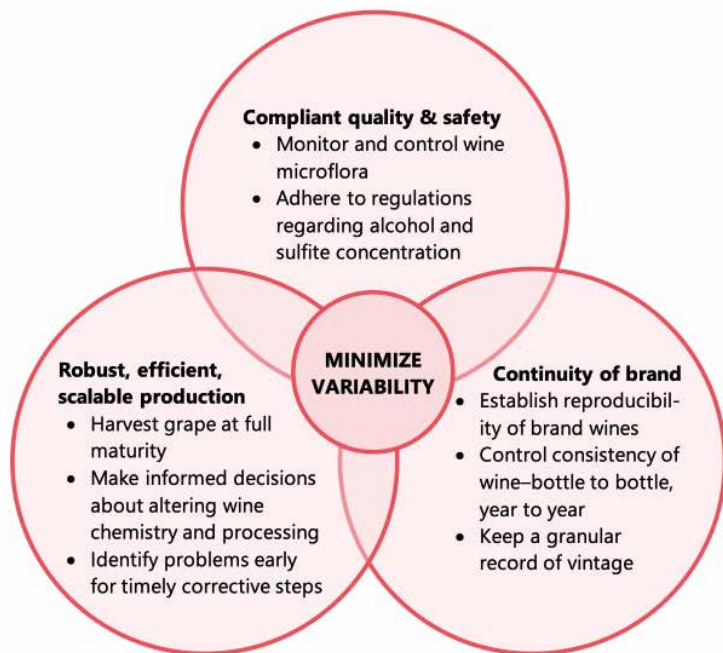 Compliant quality & safety
• Monitor and control wine
microflora
• Adhere to regulations
regarding alcohol and
sulfite concentration
MINIMIZE
VARIABILITY
Robust, efficient,
scalable production
• Harvest grape at full
maturity
• Make informed decisions
about altering wine
chemistry and processing
• Identify problems early
for timely corrective steps
Continuity of brand
• Establish reproducibil-
ity of brand wines
• Control consistency of
wine–bottle to bottle,
year to year
• Keep a granular
record of vintage